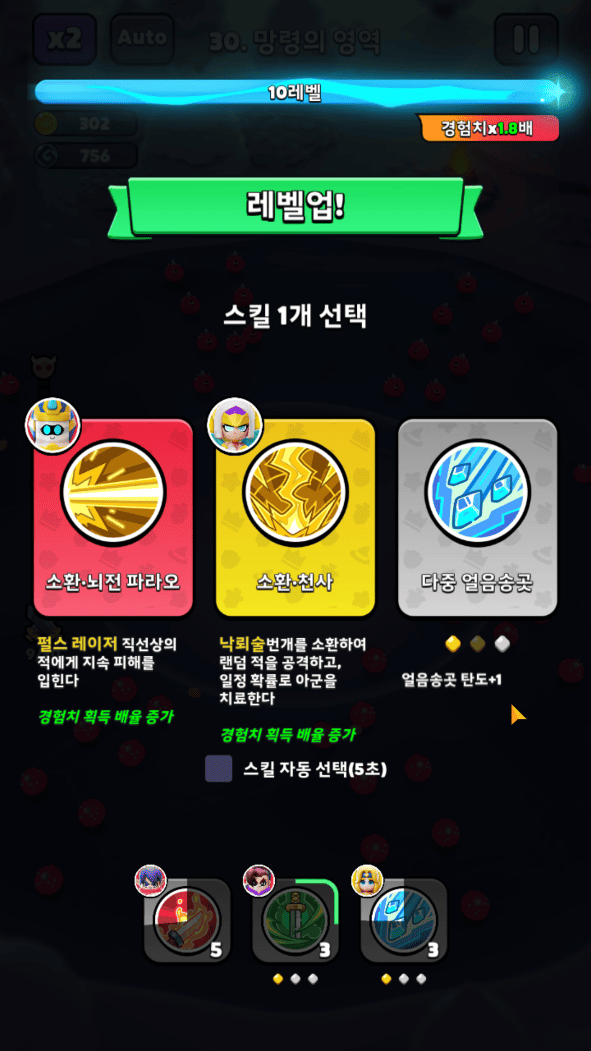 x2
Auto
30. 망령의 영역
10레벨
302
경험치x1.8배
756
레벨업!
스킬 1개 선택
소환·뇌전 파라오
소환·천사
다중 얼음송곳
펄스 레이저 직선상의
적에게 지속 피해를
입힌다
경험치 획득 배율 증가
낙뢰술번개를 소환하여
랜덤 적을 공격하고,
일정 확률로 아군을
치료한다
경험치 획득 배율 증가
얼음송곳 탄도+1
스킬 자동 선택(5초)
5
3
3